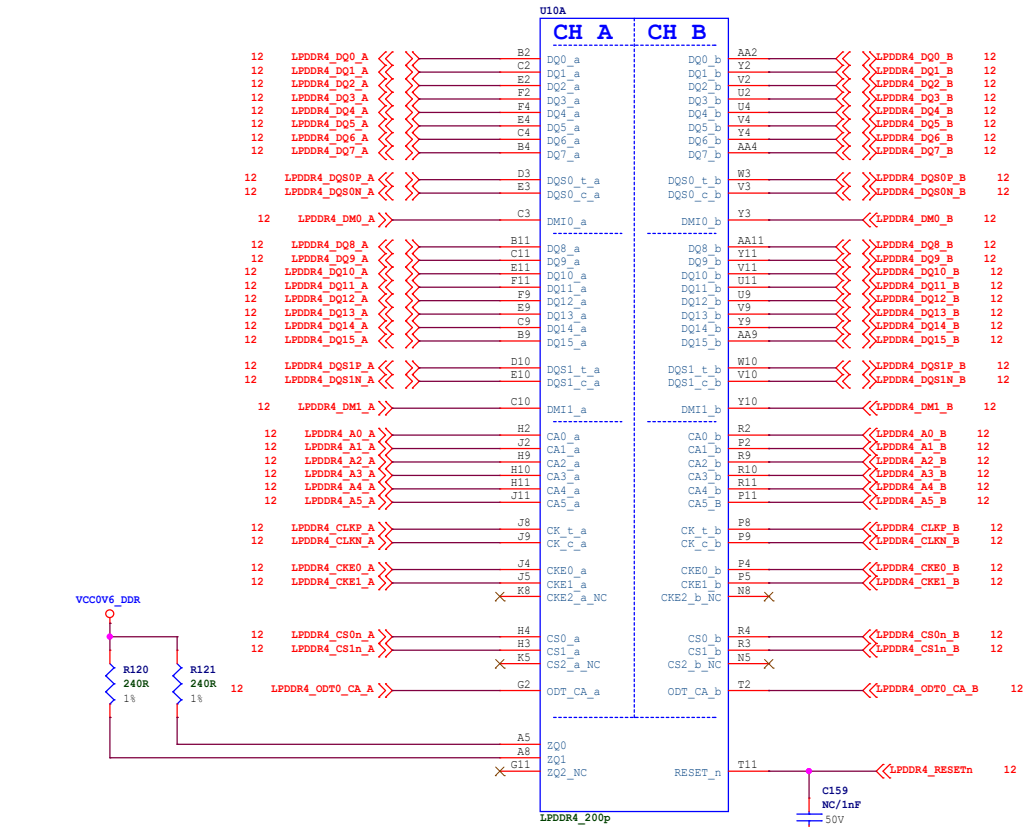 U10A
CH A CH B
12 LPDDR4_DQ0_A B2 DQ0_a DQ0_b AA2 LPDDR4_DQ0_B 12
12 LPDDR4_DQ1_A C2 DQ1_a DQ1_b Y2 LPDDR4_DQ1_B 12
12 LPDDR4_DQ2_A E2 DQ2_a DQ2_b V2 LPDDR4_DQ2_B 12
12 LPDDR4_DQ3_A F2 DQ3_a DQ3_b U2 LPDDR4_DQ3_B 12
12 LPDDR4_DQ4_A F4 DQ4_a DQ4_b U4 LPDDR4_DQ4_B 12
12 LPDDR4_DQ5_A E4 DQ5_a DQ5_b V4 LPDDR4_DQ5_B 12
12 LPDDR4_DQ6_A C4 DQ6_a DQ6_b Y4 LPDDR4_DQ6_B 12
12 LPDDR4_DQ7_A B4 DQ7_a DQ7_b AA4 LPDDR4_DQ7_B 12
12 LPDDR4_DQS0P_A D3 DQS0_t_a DQS0_t_b W3 LPDDR4_DQS0P_B 12
12 LPDDR4_DQS0N_A E3 DQS0_c_a DQS0_c_b V3 LPDDR4_DQS0N_B 12
12 LPDDR4_DM0_A C3 DMI0_a DMI0_b Y3 LPDDR4_DM0_B 12
12 LPDDR4_DQ8_A B11 DQ8_a DQ8_b AA11 LPDDR4_DQ8_B 12
12 LPDDR4_DQ9_A C11 DQ9_a DQ9_b Y11 LPDDR4_DQ9_B 12
12 LPDDR4_DQ10_A E11 DQ10_a DQ10_b V11 LPDDR4_DQ10_B 12
12 LPDDR4_DQ11_A F11 DQ11_a DQ11_b U11 LPDDR4_DQ11_B 12
12 LPDDR4_DQ12_A F9 DQ12_a DQ12_b U9 LPDDR4_DQ12_B 12
12 LPDDR4_DQ13_A E9 DQ13_a DQ13_b V9 LPDDR4_DQ13_B 12
12 LPDDR4_DQ14_A C9 DQ14_a DQ14_b Y9 LPDDR4_DQ14_B 12
12 LPDDR4_DQ15_A B9 DQ15_a DQ15_b AA9 LPDDR4_DQ15_B 12
12 LPDDR4_DQS1P_A D10 DQS1_t_a DQS1_t_b W10 LPDDR4_DQS1P_B 12
12 LPDDR4_DQS1N_A E10 DQS1_c_a DQS1_c_b V10 LPDDR4_DQS1N_B 12
12 LPDDR4_DM1_A C10 DMI1_a DMI1_b Y10 LPDDR4_DM1_B 12
12 LPDDR4_A0_A H2 CA0_a CA0_b R2 LPDDR4_A0_B 12
12 LPDDR4_A1_A J2 CA1_a CA1_b P2 LPDDR4_A1_B 12
12 LPDDR4_A2_A H9 CA2_a CA2_b R9 LPDDR4_A2_B 12
12 LPDDR4_A3_A H10 CA3_a CA3_b R10 LPDDR4_A3_B 12
12 LPDDR4_A4_A H11 CA4_a CA4_b R11 LPDDR4_A4_B 12
12 LPDDR4_A5_A J11 CA5_a CA5_B P11 LPDDR4_A5_B 12
12 LPDDR4_CLKP_A J8 CK_t_a CK_t_b P8 LPDDR4_CLKP_B 12
12 LPDDR4_CLKN_A J9 CK_c_a CK_c_b P9 LPDDR4_CLKN_B 12
12 LPDDR4_CKE0_A J4 CKE0_a CKE0_b P4 LPDDR4_CKE0_B 12
12 LPDDR4_CKE1_A J5 CKE1_a CKE1_b P5 LPDDR4_CKE1_B 12
K8 CKE2_a_NC CKE2_b_NC N8
VCC0V6_DDR
12 LPDDR4_CS0n_A H4 CS0_a CS0_b R4 LPDDR4_CS0n_B 12
12 LPDDR4_CS1n_A H3 CS1_a CS1_b R3 LPDDR4_CS1n_B 12
K5 CS2_a_NC CS2_b_NC N5
R120 R121
240R 240R
1% 1%
12 LPDDR4_ODT0_CA_A G2 ODT_CA_a ODT_CA_b T2 LPDDR4_ODT0_CA_B 12
A5 ZQ0
A8 ZQ1
G11 ZQ2_NC RESET_n T11 LPDDR4_RESETn 12
C159
NC/1nF
50V
LPDDR4_200p